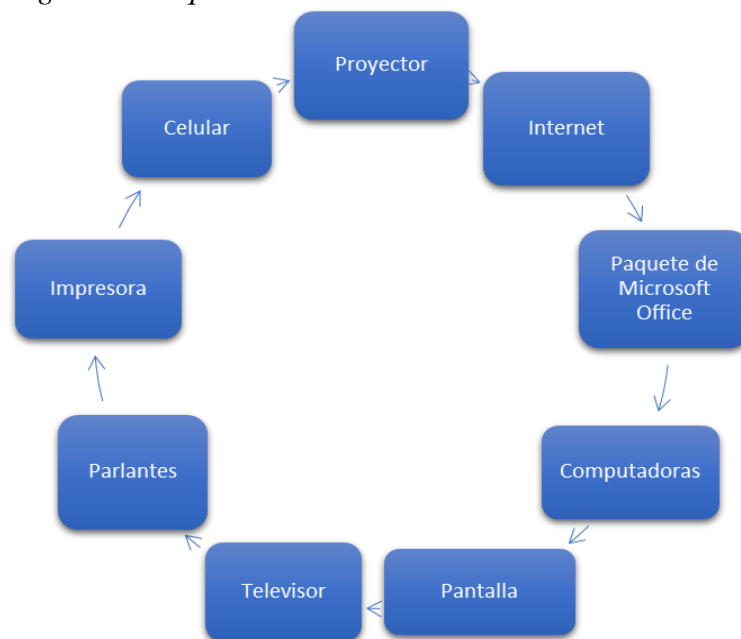 Proyector
Internet
Paquete de
Microsoft
Office
Computadoras
Pantalla
Televisor
Parlantes
Impresora
Celular